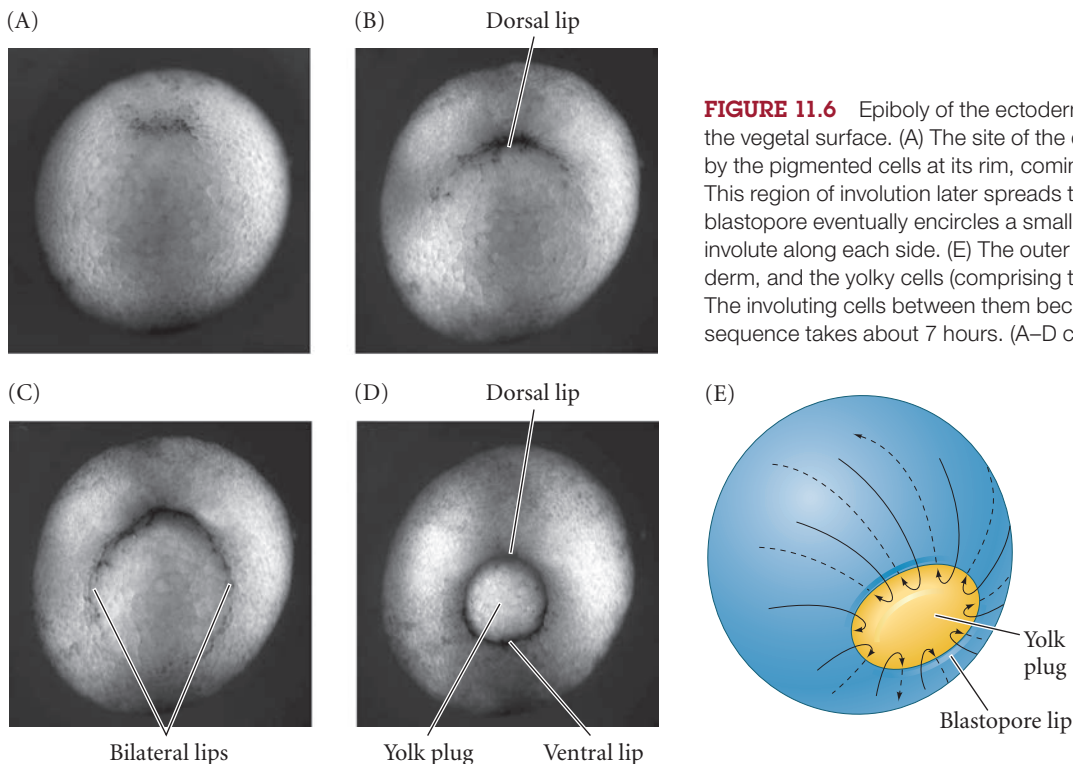 (A)
(B)
Dorsal lip
FIGURE 11.6 Epiboly of the ectoderm
the vegetal surface. (A) The site of the
by the pigmented cells at its rim, comin
This region of involution later spreads t
blastopore eventually encircles a small
involute along each side. (E) The outer
derm, and the yolky cells (comprising t
The involuting cells between them bec
sequence takes about 7 hours. (A–D c
(C)
Bilateral lips
(D)
Dorsal lip
Yolk plug
Ventral lip
(E)
Yolk
plug
Blastopore lip